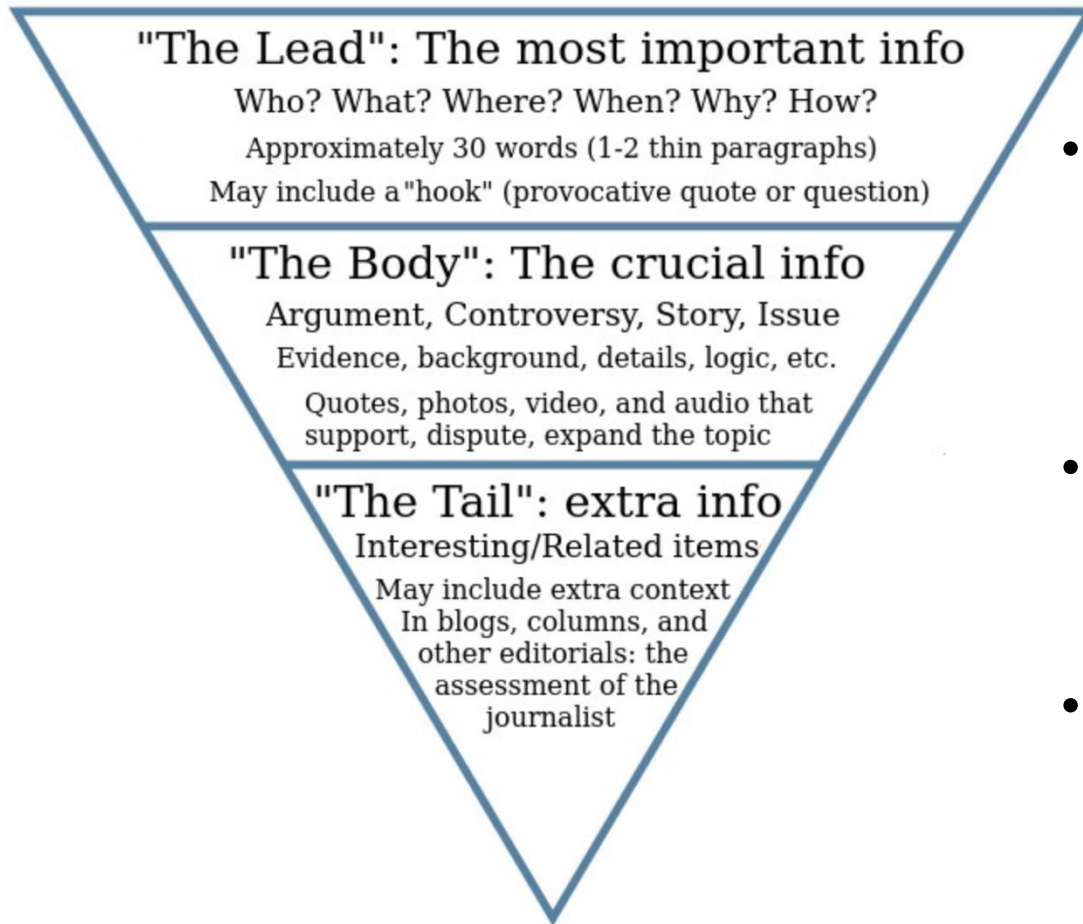 "The Lead": The most important info
Who? What? Where? When? Why? How?
Approximately 30 words (1-2 thin paragraphs)
May include a "hook" (provocative quote or question)
"The Body": The crucial info
Argument, Controversy, Story, Issue
Evidence, background, details, logic, etc.
Quotes, photos, video, and audio that
support, dispute, expand the topic
"The Tail": extra info
Interesting/Related items
May include extra context
In blogs, columns, and
other editorials: the
assessment of the
journalist